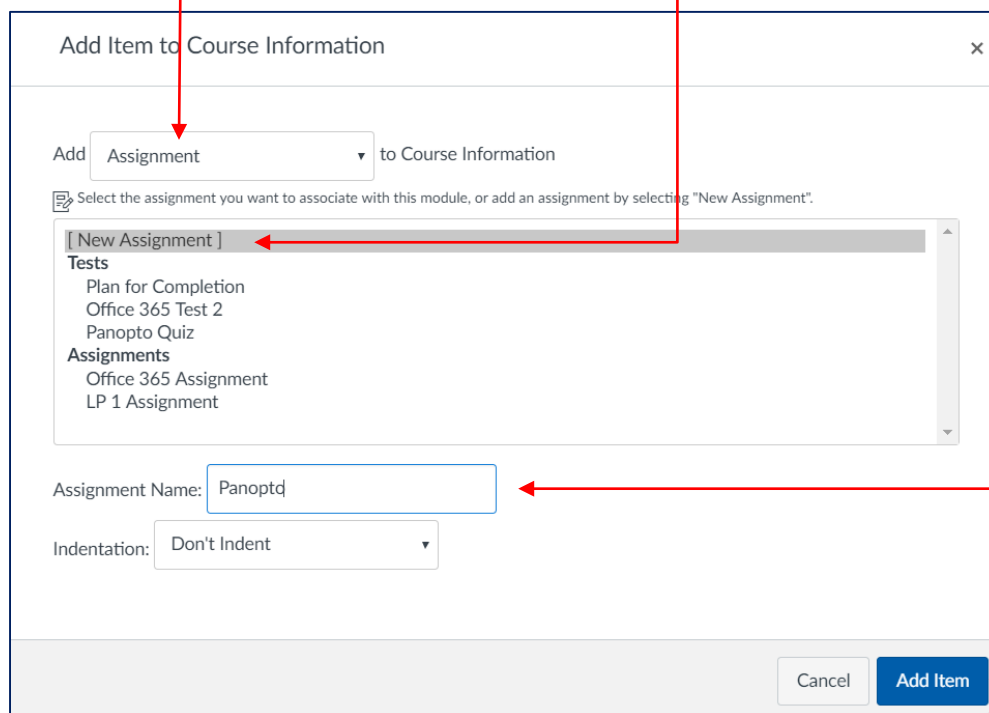 Add Item to Course Information
×
Add Assignment to Course Information
Select the assignment you want to associate with this module, or add an assignment by selecting "New Assignment".
[ New Assignment ]
Tests
Plan for Completion
Office 365 Test 2
Panopto Quiz
Assignments
Office 365 Assignment
LP 1 Assignment
Assignment Name: Panopto
Indentation: Don't Indent
Cancel Add Item